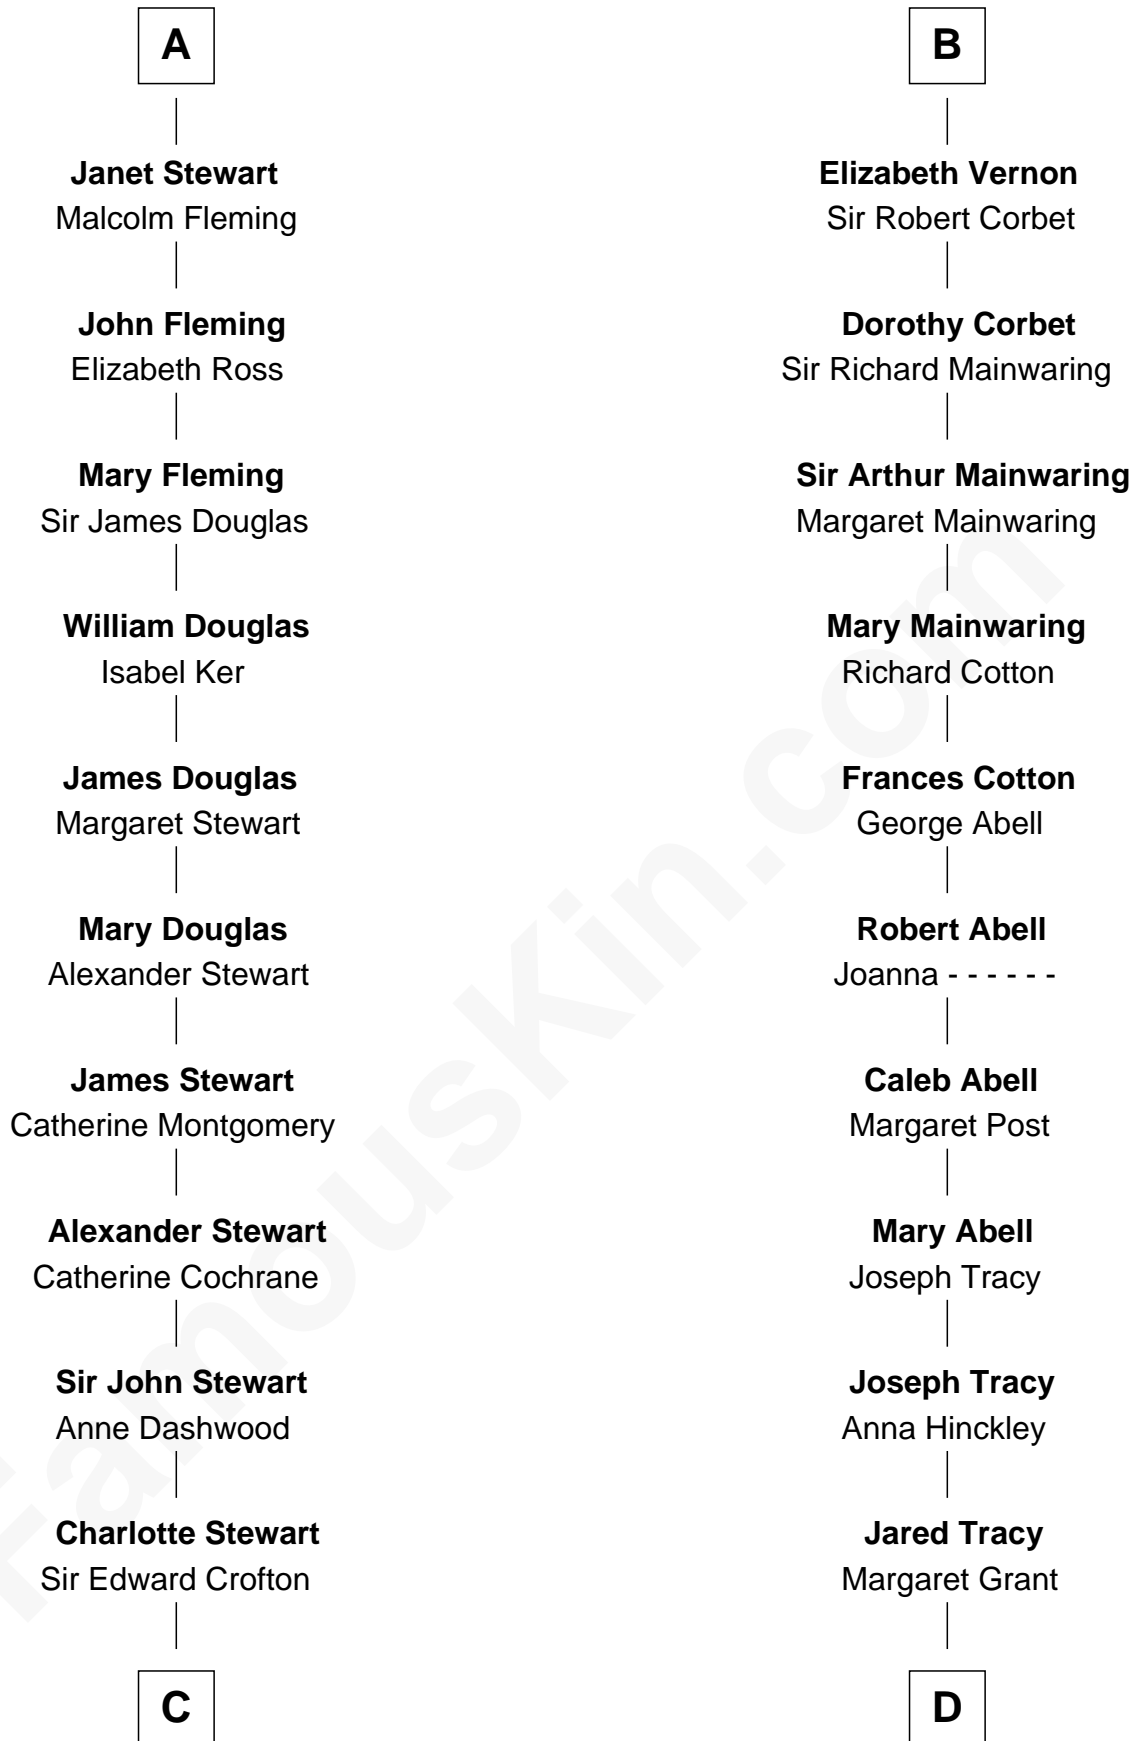 A
Janet Stewart
Malcolm Fleming
John Fleming
Elizabeth Ross
Mary Fleming
Sir James Douglas
William Douglas
Isabel Ker
James Douglas
Margaret Stewart
Mary Douglas
Alexander Stewart
James Stewart
Catherine Montgomery
Alexander Stewart
Catherine Cochrane
Sir John Stewart
Anne Dashwood
Charlotte Stewart
Sir Edward Crofton
C
B
Elizabeth Vernon
Sir Robert Corbet
Dorothy Corbet
Sir Richard Mainwaring
Sir Arthur Mainwaring
Margaret Mainwaring
Mary Mainwaring
Richard Cotton
Frances Cotton
George Abell
Robert Abell
Joanna - - - - - -
Caleb Abell
Margaret Post
Mary Abell
Joseph Tracy
Joseph Tracy
Anna Hinckley
Jared Tracy
Margaret Grant
D
FamousKin.com